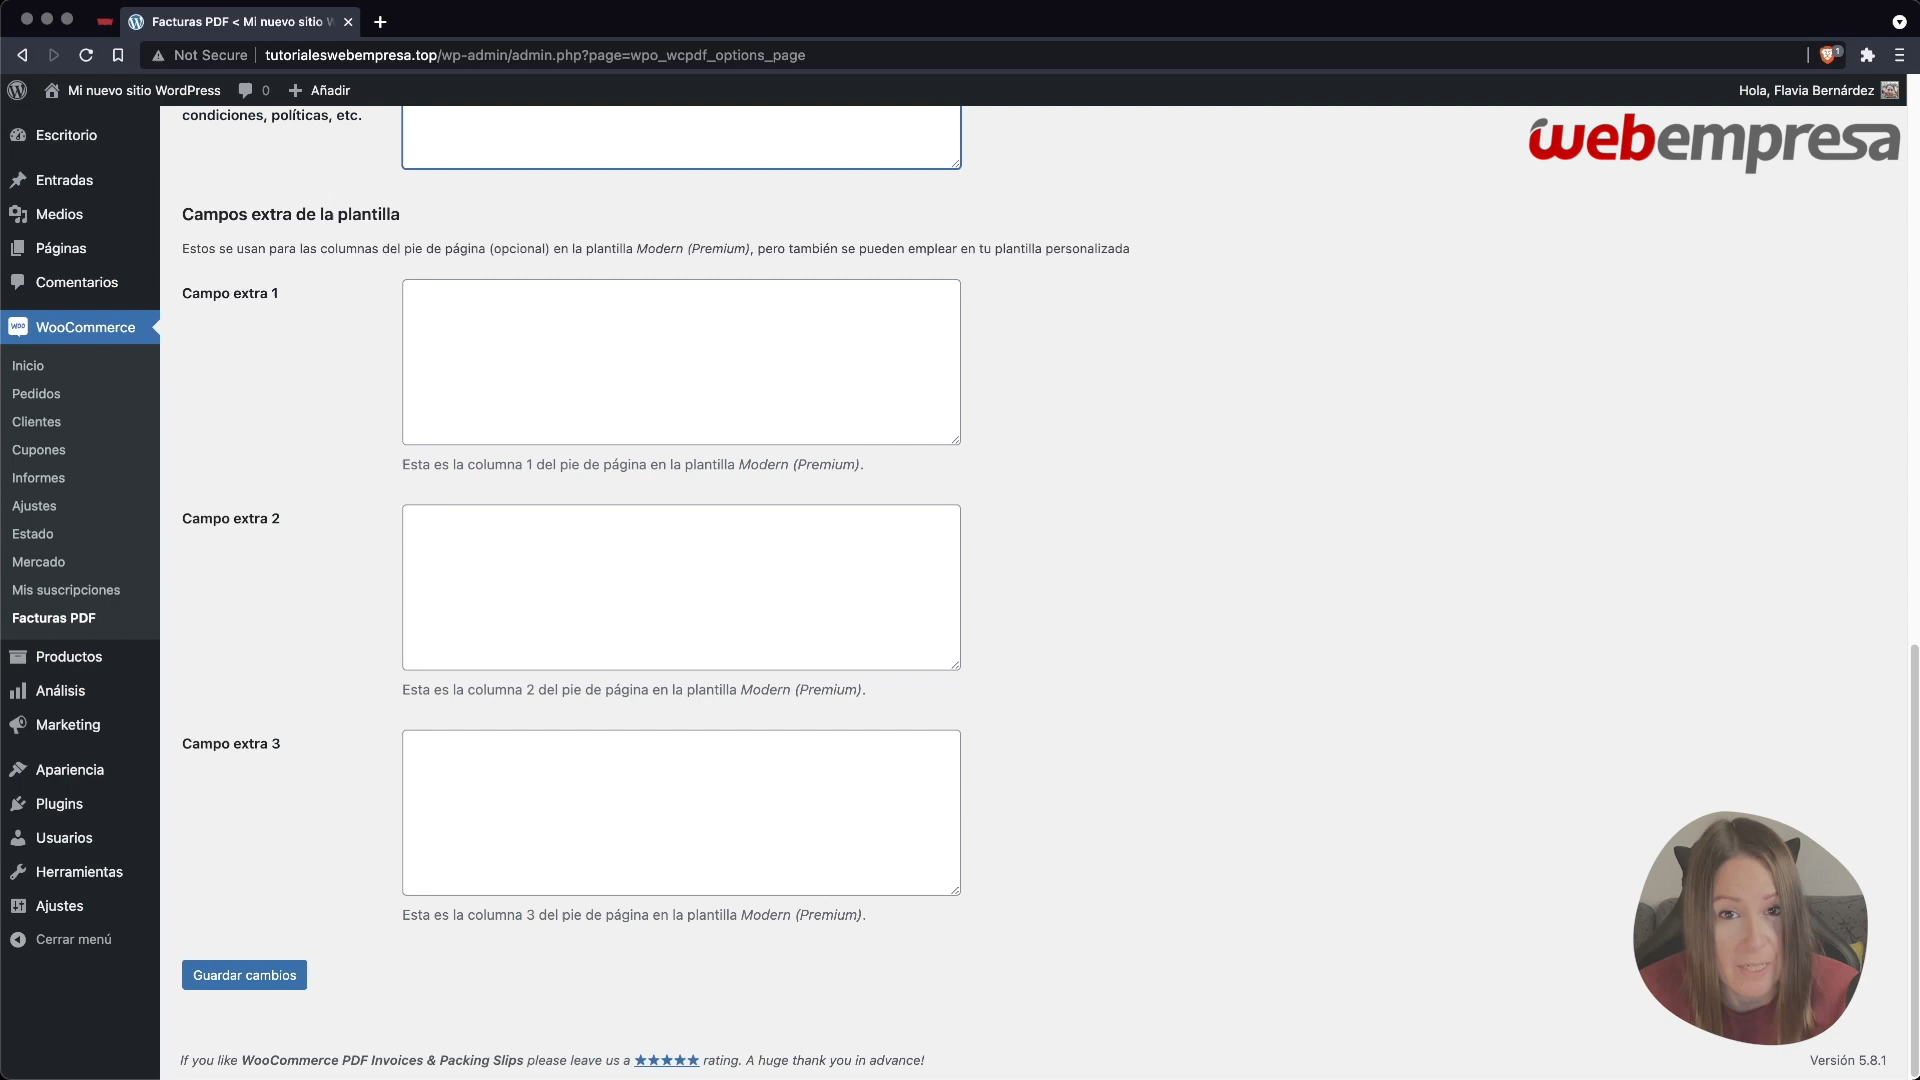 Facturas PDF < Mi nuevo sitio W
Not Secure
tutorialeswebempresa.top/wp-admin/admin.php?page=wpo_wcpdf_options_page
1
Mi nuevo sitio WordPress
0
Añadir
Hola, Flavia Bernárdez
webempresa
Escritorio
Entradas
Medios
Páginas
Comentarios
Woo WooCommerce
Inicio
Pedidos
Clientes
Cupones
Informes
Ajustes
Estado
Mercado
Mis suscripciones
Facturas PDF
Productos
Análisis
Marketing
Apariencia
Plugins
Usuarios
Herramientas
Ajustes
Cerrar menú
condiciones, políticas, etc.
Campos extra de la plantilla
Estos se usan para las columnas del pie de página (opcional) en la plantilla Modern (Premium), pero también se pueden emplear en tu plantilla personalizada
Campo extra 1
Esta es la columna 1 del pie de página en la plantilla Modern (Premium).
Campo extra 2
Esta es la columna 2 del pie de página en la plantilla Modern (Premium).
Campo extra 3
Esta es la columna 3 del pie de página en la plantilla Modern (Premium).
Guardar cambios
If you like WooCommerce PDF Invoices & Packing Slips please leave us a ★★★★★ rating. A huge thank you in advance!
Versión 5.8.1